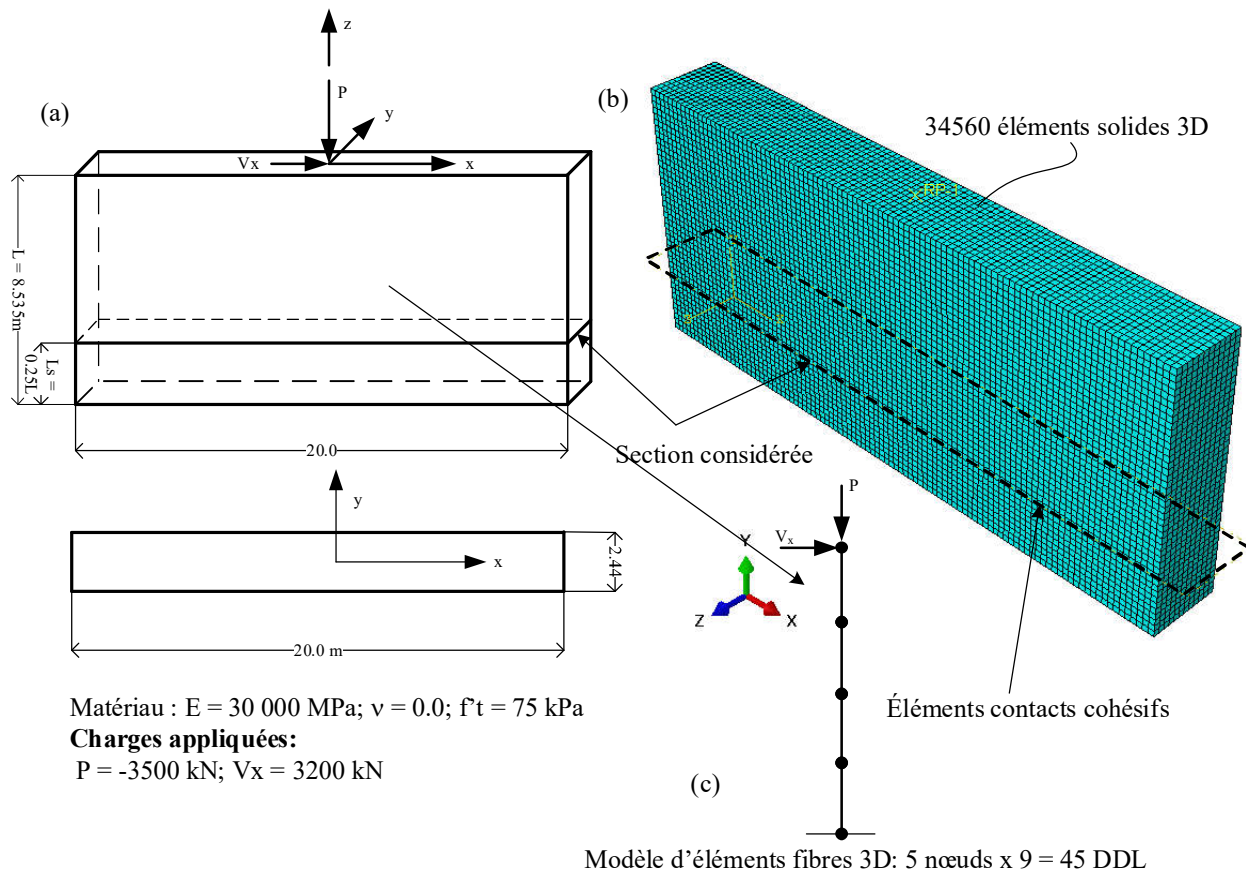 (a)
z
P
y
Vx
x
L = 8.535m
Ls =
0.25L
20.0
(b)
34560 éléments solides 3D
RP-1
Section considérée
y
x
2.44
20.0 m
P
Vx
Y
Z
X
Éléments contacts cohésifs
Matériau : E = 30 000 MPa; ν = 0.0; f't = 75 kPa
Charges appliquées:
P = -3500 kN; Vx = 3200 kN
(c)
Modèle d'éléments fibres 3D: 5 nœuds x 9 = 45 DDL